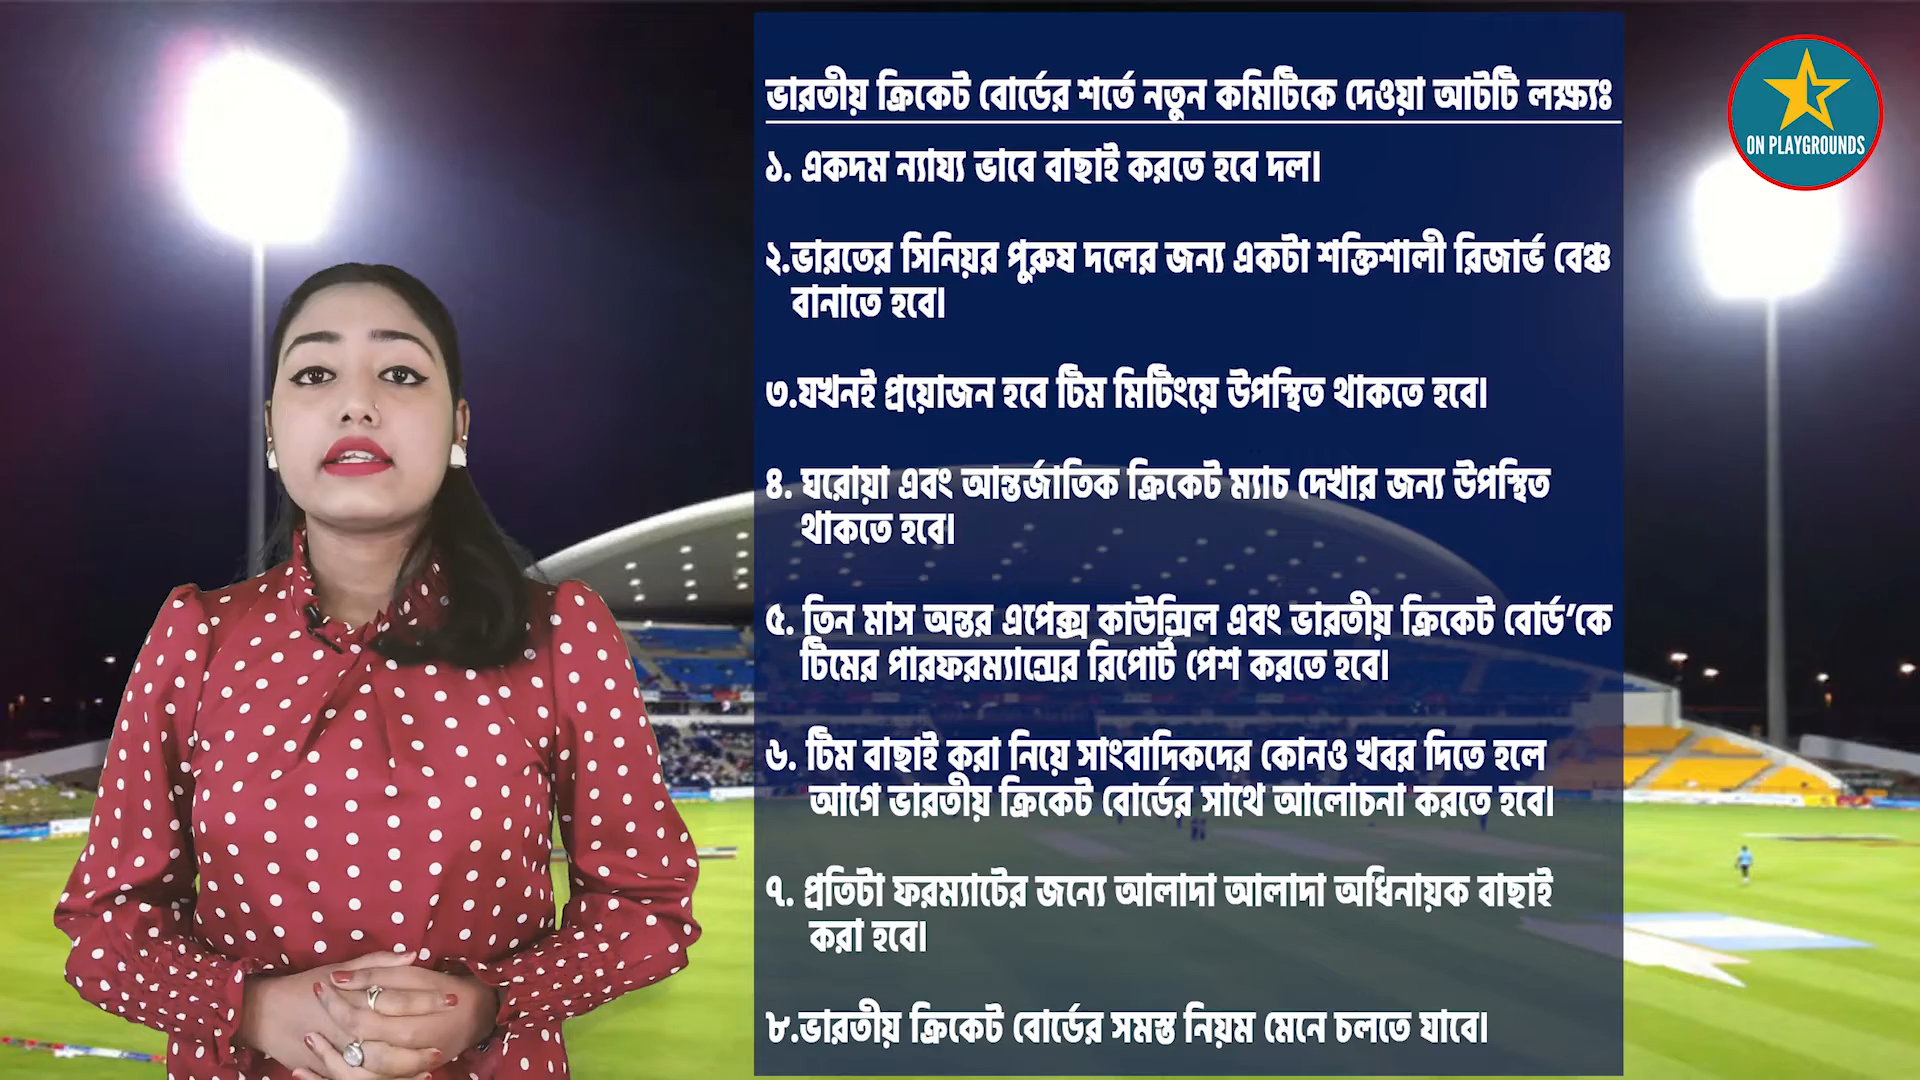 ভারতীয় ক্রিকেট বোর্ডের শর্তে নতুন কমিটিকে দেওয়া আটটি লক্ষ্যঃ
ON PLAYGROUNDS
১. একদম ন্যায্য ভাবে বাছাই করতে হবে দল।
২.ভারতের সিনিয়র পুরুষ দলের জন্য একটা শক্তিশালী রিজার্ভ বেঞ্চ
বানাতে হবে।
৩.যখনই প্রয়োজন হবে টিম মিটিংয়ে উপস্থিত থাকতে হবে।
৪. ঘরোয়া এবং আন্তর্জাতিক ক্রিকেট ম্যাচ দেখার জন্য উপস্থিত
থাকতে হবে।
৫. তিন মাস অন্তর এপেক্স কাউন্সিল এবং ভারতীয় ক্রিকেট বোর্ড’কে
টিমের পারফরম্যান্সের রিপোর্ট পেশ করতে হবে।
৬. টিম বাছাই করা নিয়ে সাংবাদিকদের কোনও খবর দিতে হলে
আগে ভারতীয় ক্রিকেট বোর্ডের সাথে আলোচনা করতে হবে।
৭. প্রতিটা ফরম্যাটের জন্যে আলাদা আলাদা অধিনায়ক বাছাই
করা হবে।
৮.ভারতীয় ক্রিকেট বোর্ডের সমস্ত নিয়ম মেনে চলতে যাবে।